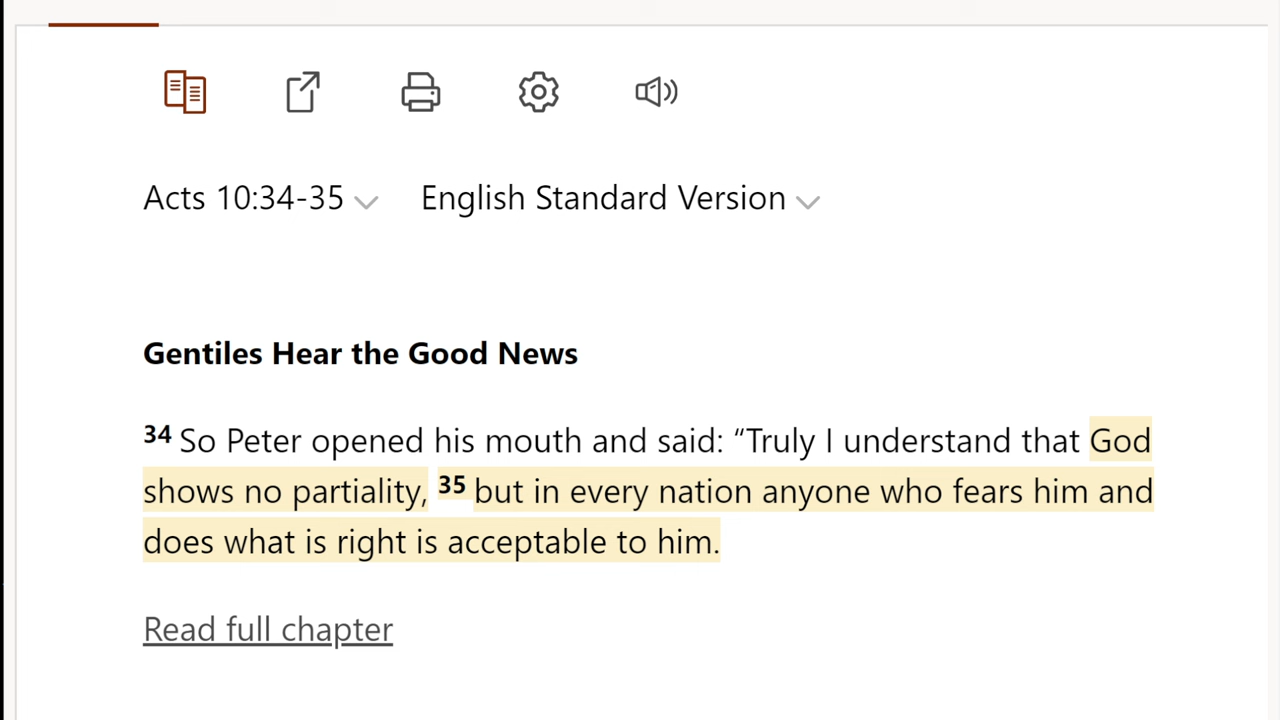 Acts 10:34-35 English Standard Version
Gentiles Hear the Good News
34 So Peter opened his mouth and said: “Truly I understand that God
shows no partiality, 35 but in every nation anyone who fears him and
does what is right is acceptable to him.
Read full chapter